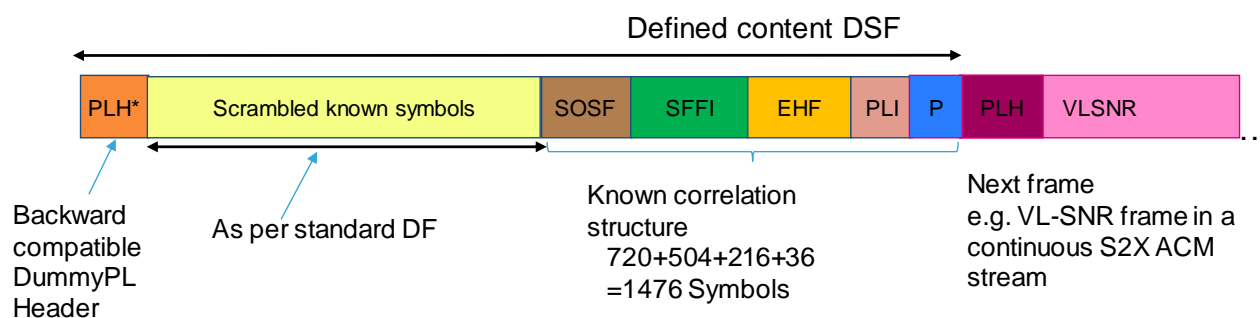 Defined content DSF
PLH* Scrambled known symbols SOSF SFFI EHF PLI P PLH VLSNR
...
Backward
compatible
DummyPL
Header
As per standard DF
Known correlation
structure
720+504+216+36
=1476 Symbols
Next frame
e.g. VL-SNR frame in a
continuous S2X ACM
stream